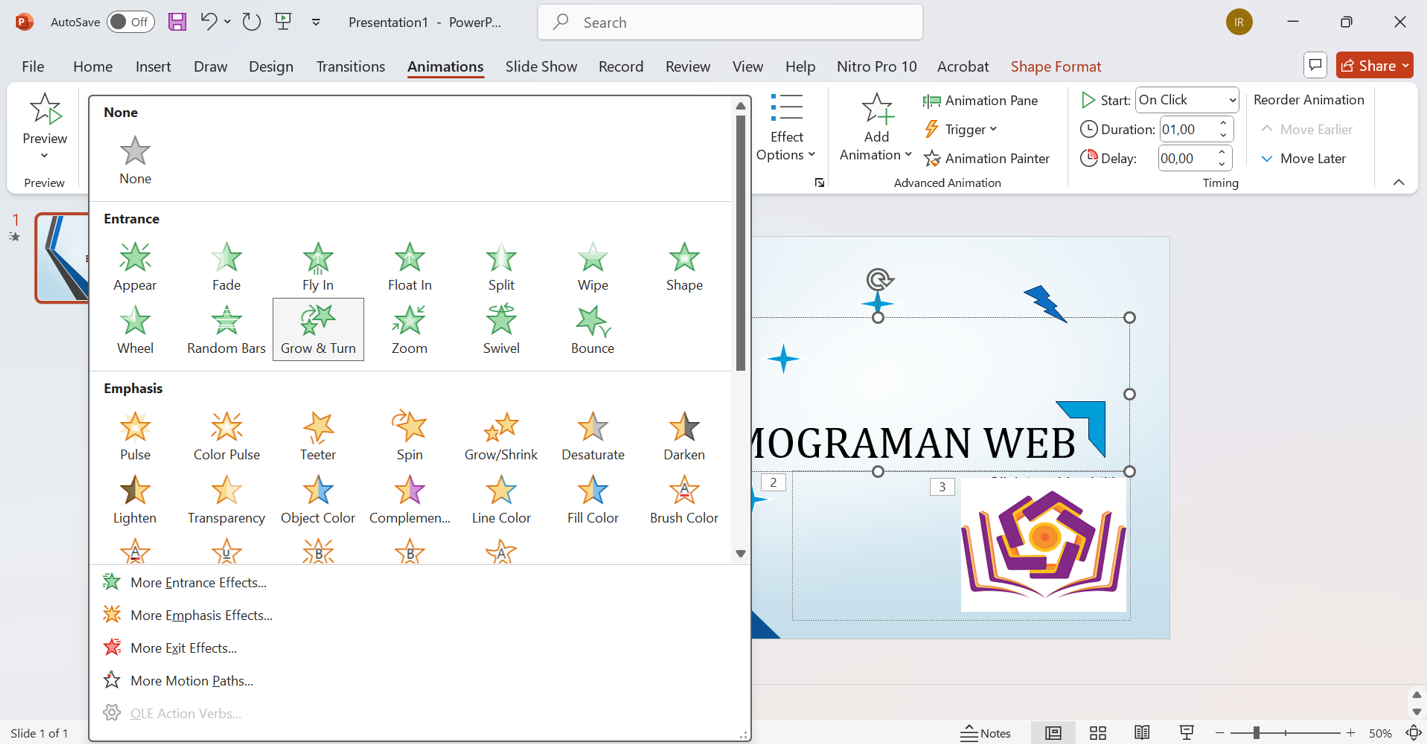 AutoSave Off Presentation1 - PowerP... Search IR
File Home Insert Draw Design Transitions Animations Slide Show Record Review View Help Nitro Pro 10 Acrobat Shape Format Share
Preview
Preview
Effect
Options
Add
Animation
Animation Pane
Trigger
Animation Painter
Advanced Animation
Start: On Click
Duration: 01,00
Delay: 00,00
Timing
Reorder Animation
Move Earlier
Move Later
None
None
Entrance
Appear Fade Fly In Float In Split Wipe Shape
Wheel Random Bars Grow & Turn Zoom Swivel Bounce
Emphasis
Pulse Color Pulse Teeter Spin Grow/Shrink Desaturate Darken
Lighten Transparency Object Color Complemen... Line Color Fill Color Brush Color
More Entrance Effects...
More Emphasis Effects...
More Exit Effects...
More Motion Paths...
OLE Action Verbs...
1
MOGRAMAN WEB
2
3
Slide 1 of 1 Notes 50%